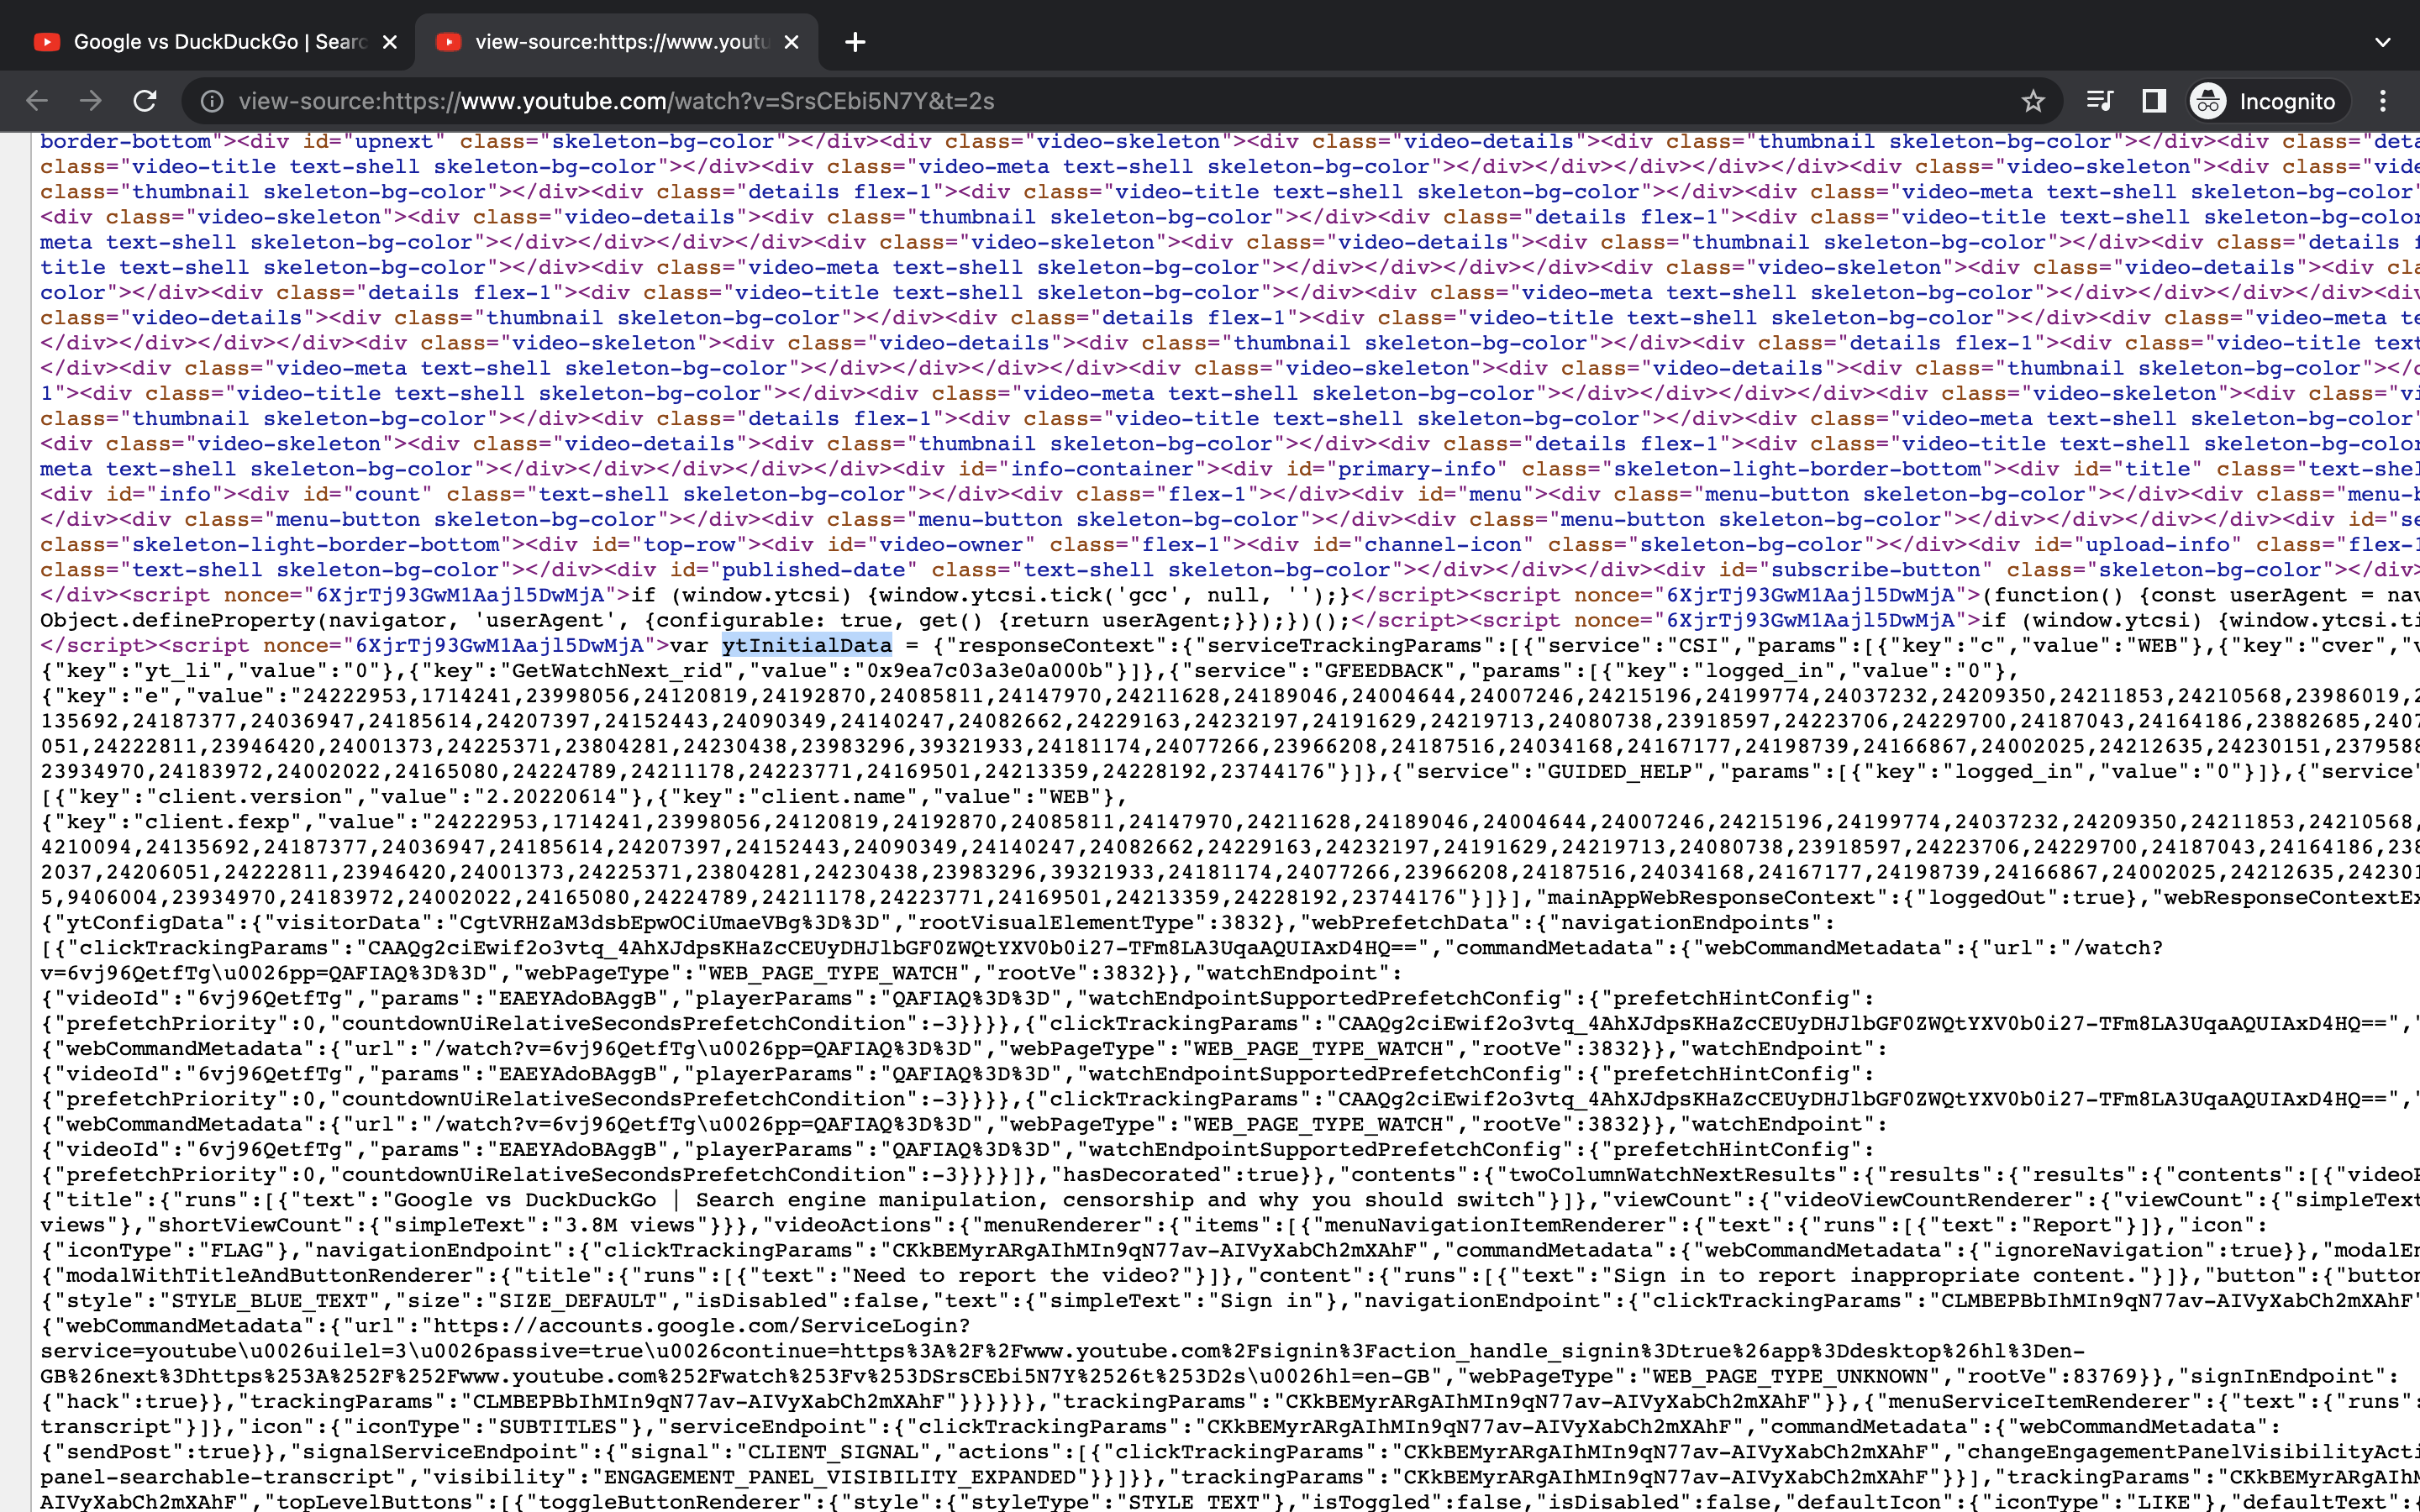 Google vs DuckDuckGo | Searc
view-source:https://www.youtu
view-source:https://www.youtube.com/watch?v=SrsCEbi5N7Y&t=2s
Incognito
border-bottom"><div id="upnext" class="skeleton-bg-color"></div><div class="video-skeleton"><div class="video-details"><div class="thumbnail skeleton-bg-color"></div><div class="deta
class="video-title text-shell skeleton-bg-color"></div><div class="video-meta text-shell skeleton-bg-color"></div></div></div></div><div class="video-skeleton"><div class="vide
class="thumbnail skeleton-bg-color"></div><div class="details flex-1"><div class="video-title text-shell skeleton-bg-color"></div><div class="video-meta text-shell skeleton-bg-color"
<div class="video-skeleton"><div class="video-details"><div class="thumbnail skeleton-bg-color"></div><div class="details flex-1"><div class="video-title text-shell skeleton-bg-color
meta text-shell skeleton-bg-color"></div></div></div></div><div class="video-skeleton"><div class="video-details"><div class="thumbnail skeleton-bg-color"></div><div class="details f
title text-shell skeleton-bg-color"></div><div class="video-meta text-shell skeleton-bg-color"></div></div></div></div><div class="video-skeleton"><div class="video-details"><div cla
color"></div><div class="details flex-1"><div class="video-title text-shell skeleton-bg-color"></div><div class="video-meta text-shell skeleton-bg-color"></div></div></div></div><div
class="video-details"><div class="thumbnail skeleton-bg-color"></div><div class="details flex-1"><div class="video-title text-shell skeleton-bg-color"></div><div class="video-meta te
</div></div></div></div><div class="video-skeleton"><div class="video-details"><div class="thumbnail skeleton-bg-color"></div><div class="details flex-1"><div class="video-title text
</div><div class="video-meta text-shell skeleton-bg-color"></div></div></div></div><div class="video-skeleton"><div class="video-details"><div class="thumbnail skeleton-bg-color"></d
1"><div class="video-title text-shell skeleton-bg-color"></div><div class="video-meta text-shell skeleton-bg-color"></div></div></div></div><div class="video-skeleton"><div class="vi
class="thumbnail skeleton-bg-color"></div><div class="details flex-1"><div class="video-title text-shell skeleton-bg-color"></div><div class="video-meta text-shell skeleton-bg-color"
<div class="video-skeleton"><div class="video-details"><div class="thumbnail skeleton-bg-color"></div><div class="details flex-1"><div class="video-title text-shell skeleton-bg-color
meta text-shell skeleton-bg-color"></div></div></div></div></div><div id="info-container"><div id="primary-info" class="skeleton-light-border-bottom"><div id="title" class="text-shel
<div id="info"><div id="count" class="text-shell skeleton-bg-color"></div><div class="flex-1"></div><div id="menu"><div class="menu-button skeleton-bg-color"></div><div class="menu-b
</div><div class="menu-button skeleton-bg-color"></div><div class="menu-button skeleton-bg-color"></div><div class="menu-button skeleton-bg-color"></div></div></div></div><div id="se
class="skeleton-light-border-bottom"><div id="top-row"><div id="video-owner" class="flex-1"><div id="channel-icon" class="skeleton-bg-color"></div><div id="upload-info" class="flex-1
class="text-shell skeleton-bg-color"></div><div id="published-date" class="text-shell skeleton-bg-color"></div></div></div><div id="subscribe-button" class="skeleton-bg-color"></div>
</div><script nonce="6XjrTj93GwM1Aajl5DwMjA">if (window.ytcsi) {window.ytcsi.tick('gcc', null, '');}</script><script nonce="6XjrTj93GwM1Aajl5DwMjA">(function() {const userAgent = nav
Object.defineProperty(navigator, 'userAgent', {configurable: true, get() {return userAgent;}});})();</script><script nonce="6XjrTj93GwM1Aajl5DwMjA">if (window.ytcsi) {window.ytcsi.ti
</script><script nonce="6XjrTj93GwM1Aajl5DwMjA">var ytInitialData = {"responseContext":{"serviceTrackingParams":[{"service":"CSI","params":[{"key":"c","value":"WEB"},{"key":"cver","v
{"key":"yt_li","value":"0"},{"key":"GetWatchNext_rid","value":"0x9ea7c03a3e0a000b"}]},{"service":"GFEEDBACK","params":[{"key":"logged_in","value":"0"},
{"key":"e","value":"24222953,1714241,23998056,24120819,24192870,24085811,24147970,24211628,24189046,24004644,24007246,24215196,24199774,24037232,24209350,24211853,24210568,23986019,2
135692,24187377,24036947,24185614,24207397,24152443,24090349,24140247,24082662,24229163,24232197,24191629,24219713,24080738,23918597,24223706,24229700,24187043,24164186,23882685,2407
051,24222811,23946420,24001373,24225371,23804281,24230438,23983296,39321933,24181174,24077266,23966208,24187516,24034168,24167177,24198739,24166867,24002025,24212635,24230151,2379588
23934970,24183972,24002022,24165080,24224789,24211178,24223771,24169501,24213359,24228192,23744176"}]},{"service":"GUIDED_HELP","params":[{"key":"logged_in","value":"0"}]},{"service"
[{"key":"client.version","value":"2.20220614"},{"key":"client.name","value":"WEB"},
{"key":"client.fexp","value":"24222953,1714241,23998056,24120819,24192870,24085811,24147970,24211628,24189046,24004644,24007246,24215196,24199774,24037232,24209350,24211853,24210568,
4210094,24135692,24187377,24036947,24185614,24207397,24152443,24090349,24140247,24082662,24229163,24232197,24191629,24219713,24080738,23918597,24223706,24229700,24187043,24164186,238
2037,24206051,24222811,23946420,24001373,24225371,23804281,24230438,23983296,39321933,24181174,24077266,23966208,24187516,24034168,24167177,24198739,24166867,24002025,24212635,242301
5,9406004,23934970,24183972,24002022,24165080,24224789,24211178,24223771,24169501,24213359,24228192,23744176"}]}],"mainAppWebResponseContext":{"loggedOut":true},"webResponseContextEx
{"ytConfigData":{"visitorData":"CgtVRHZaM3dsbEpwOCiUmaeVBg%3D%3D","rootVisualElementType":3832},"webPrefetchData":{"navigationEndpoints":
[{"clickTrackingParams":"CAAQg2ciEwif2o3vtq_4AhXJdpsKHaZcCEUyDHJlbGF0ZWQtYXV0b0i27-TFm8LA3UqaAQUIAxD4HQ==","commandMetadata":{"webCommandMetadata":{"url":"/watch?
v=6vj96QetfTg\u0026pp=QAFIAQ%3D%3D","webPageType":"WEB_PAGE_TYPE_WATCH","rootVe":3832}},"watchEndpoint":
{"videoId":"6vj96QetfTg","params":"EAEYAdoBAggB","playerParams":"QAFIAQ%3D%3D","watchEndpointSupportedPrefetchConfig":{"prefetchHintConfig":
{"prefetchPriority":0,"countdownUiRelativeSecondsPrefetchCondition":-3}}}},{"clickTrackingParams":"CAAQg2ciEwif2o3vtq_4AhXJdpsKHaZcCEUyDHJlbGF0ZWQtYXV0b0i27-TFm8LA3UqaAQUIAxD4HQ==","
{"webCommandMetadata":{"url":"/watch?v=6vj96QetfTg\u0026pp=QAFIAQ%3D%3D","webPageType":"WEB_PAGE_TYPE_WATCH","rootVe":3832}},"watchEndpoint":
{"videoId":"6vj96QetfTg","params":"EAEYAdoBAggB","playerParams":"QAFIAQ%3D%3D","watchEndpointSupportedPrefetchConfig":{"prefetchHintConfig":
{"prefetchPriority":0,"countdownUiRelativeSecondsPrefetchCondition":-3}}}},{"clickTrackingParams":"CAAQg2ciEwif2o3vtq_4AhXJdpsKHaZcCEUyDHJlbGF0ZWQtYXV0b0i27-TFm8LA3UqaAQUIAxD4HQ==","
{"webCommandMetadata":{"url":"/watch?v=6vj96QetfTg\u0026pp=QAFIAQ%3D%3D","webPageType":"WEB_PAGE_TYPE_WATCH","rootVe":3832}},"watchEndpoint":
{"videoId":"6vj96QetfTg","params":"EAEYAdoBAggB","playerParams":"QAFIAQ%3D%3D","watchEndpointSupportedPrefetchConfig":{"prefetchHintConfig":
{"prefetchPriority":0,"countdownUiRelativeSecondsPrefetchCondition":-3}}}}]},"hasDecorated":true}},"contents":{"twoColumnWatchNextResults":{"results":{"results":{"contents":[{"videoP
{"title":{"runs":[{"text":"Google vs DuckDuckGo | Search engine manipulation, censorship and why you should switch"}]},"viewCount":{"videoViewCountRenderer":{"viewCount":{"simpleText
views"},"shortViewCount":{"simpleText":"3.8M views"}}},"videoActions":{"menuRenderer":{"items":[{"menuNavigationItemRenderer":{"text":{"runs":[{"text":"Report"}]},"icon":
{"iconType":"FLAG"},"navigationEndpoint":{"clickTrackingParams":"CKkBEMyrARgAIhMIn9qN77av-AIVyXabCh2mXAhF","commandMetadata":{"webCommandMetadata":{"ignoreNavigation":true}},"modalEn
{"modalWithTitleAndButtonRenderer":{"title":{"runs":[{"text":"Need to report the video?"}]},"content":{"runs":[{"text":"Sign in to report inappropriate content."}]},"button":{"button
{"style":"STYLE_BLUE_TEXT","size":"SIZE_DEFAULT","isDisabled":false,"text":{"simpleText":"Sign in"},"navigationEndpoint":{"clickTrackingParams":"CLMBEPBbIhMIn9qN77av-AIVyXabCh2mXAhF"
{"webCommandMetadata":{"url":"https://accounts.google.com/ServiceLogin?
service=youtube\u0026uilel=3\u0026passive=true\u0026continue=https%3A%2F%2Fwww.youtube.com%2Fsignin%3Faction_handle_signin%3Dtrue%26app%3Ddesktop%26hl%3Den-
GB%26next%3Dhttps%253A%252F%252Fwww.youtube.com%252Fwatch%253Fv%253DSrsCEbi5N7Y%2526t%253D2s\u0026hl=en-GB","webPageType":"WEB_PAGE_TYPE_UNKNOWN","rootVe":83769}},"signInEndpoint":
{"hack":true}},"trackingParams":"CLMBEPBbIhMIn9qN77av-AIVyXabCh2mXAhF"}}}}}},"trackingParams":"CKkBEMyrARgAIhMIn9qN77av-AIVyXabCh2mXAhF"}},{"menuServiceItemRenderer":{"text":{"runs":
transcript"}]},"icon":{"iconType":"SUBTITLES"},"serviceEndpoint":{"clickTrackingParams":"CKkBEMyrARgAIhMIn9qN77av-AIVyXabCh2mXAhF","commandMetadata":{"webCommandMetadata":
{"sendPost":true}},"signalServiceEndpoint":{"signal":"CLIENT_SIGNAL","actions":[{"clickTrackingParams":"CKkBEMyrARgAIhMIn9qN77av-AIVyXabCh2mXAhF","changeEngagementPanelVisibilityActi
panel-searchable-transcript","visibility":"ENGAGEMENT_PANEL_VISIBILITY_EXPANDED"}}]}},"trackingParams":"CKkBEMyrARgAIhMIn9qN77av-AIVyXabCh2mXAhF"}}],"trackingParams":"CKkBEMyrARgAIhM
AIVyXabCh2mXAhF","topLevelButtons":[{"toggleButtonRenderer":{"style":{"styleType":"STYLE_TEXT"},"isToggled":false,"isDisabled":false,"defaultIcon":{"iconType":"LIKE"},"defaultText":{